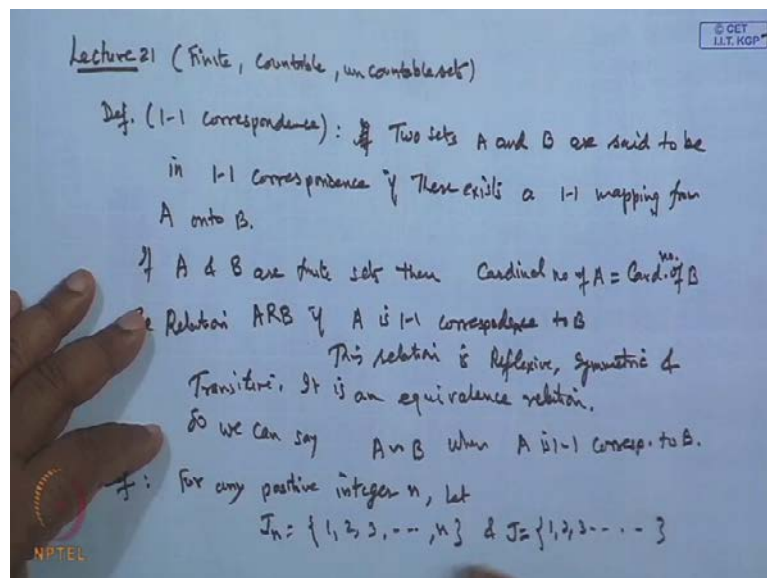 © CET
I.I.T. KGP
Lecture 21 (Finite, Countable, uncountable sets)
Def. (1-1 correspondence): Two sets A and B are said to be
in 1-1 correspondence if there exists a 1-1 mapping from
A onto B.
If A & B are finite sets then Cardinal no of A = Card. no. of B
Relation ARB if A is 1-1 correspondence to B
This relation is Reflexive, Symmetric &
Transitive. It is an equivalence relation.
So we can say A ~ B when A is 1-1 corresp. to B.
: For any positive integer n, let
Jn = { 1, 2, 3, ---, n } & J = { 1, 2, 3 - - - - }
NPTEL